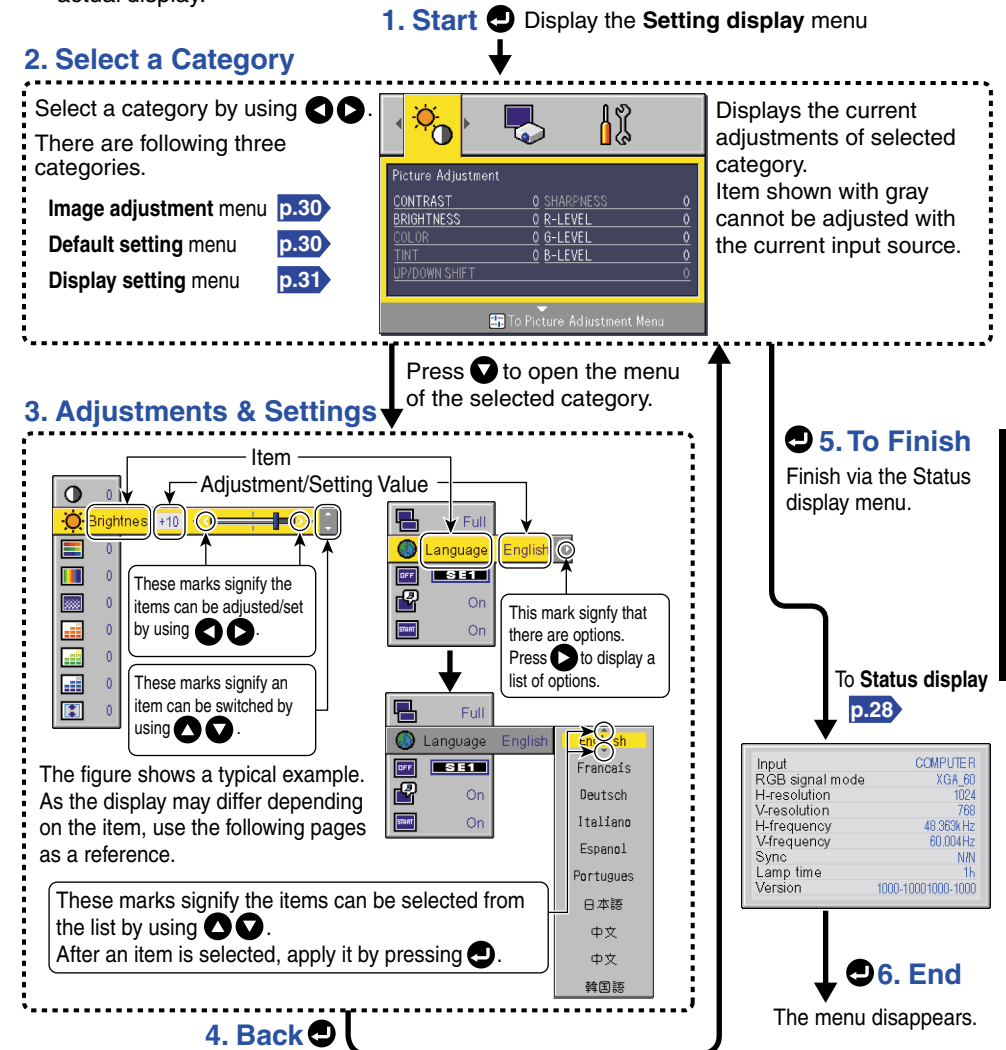 actual display.
1. Start Display the Setting display menu
2. Select a Category
Select a category by using .
There are following three
categories.
Image adjustment menu p.30
Default setting menu p.30
Display setting menu p.31
Picture Adjustment
CONTRAST 0 SHARPNESS 0
BRIGHTNESS 0 R-LEVEL 0
COLOR 0 G-LEVEL 0
TINT 0 B-LEVEL 0
UP/DOWN SHIFT 0
To Picture Adjustment Menu
Displays the current
adjustments of selected
category.
Item shown with gray
cannot be adjusted with
the current input source.
Press to open the menu
of the selected category.
3. Adjustments & Settings
Item
Adjustment/Setting Value
0
Brightnes +10
0
0
0
0
0
0
0
These marks signify the
items can be adjusted/set
by using .
These marks signify an
item can be switched by
using .
Full
Language English
OFF SE1
On
START On
This mark signfy that
there are options.
Press to display a
list of options.
Full
Language English
OFF SE1
On
START On
English
Francais
Deutsch
Italiano
Espanol
Portugues
日本語
中文
中文
韓国語
The figure shows a typical example.
As the display may differ depending
on the item, use the following pages
as a reference.
These marks signify the items can be selected from
the list by using .
After an item is selected, apply it by pressing .
4. Back
5. To Finish
Finish via the Status
display menu.
To Status display
p.28
Input COMPUTER
RGB signal mode XGA_60
H-resolution 1024
V-resolution 768
H-frequency 48.363kHz
V-frequency 60.004Hz
Sync N/N
Lamp time 1h
Version 1000-10001000-1000
6. End
The menu disappears.